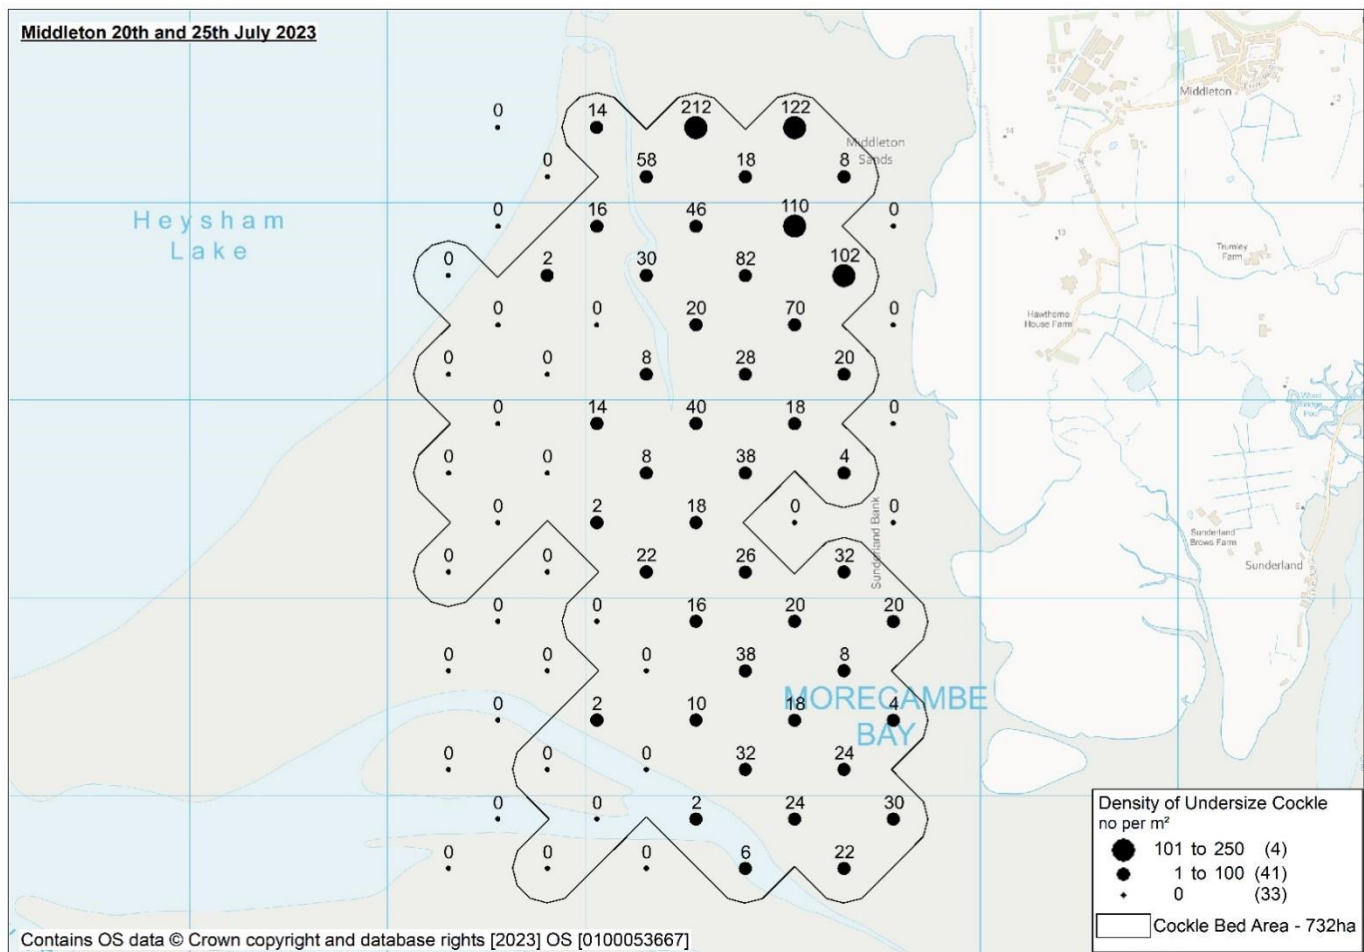 Middleton 20th and 25th July 2023
Middleton
12
14
0 14 212 122
Middleton
Sands
0 58 18 8
Heysham
Lake
0 16 46 110 0
13
Trumley
Farm
0 2 30 82 102
Hawthorne
House Farm
0 0 20 70 0
0 0 8 28 20
0 14 40 18 0
0 0 8 38 4
0 2 18 0 0
Sunderland Bank
Sunderland
Brows Farm
Sunderland
0 0 22 26 32
0 0 16 20 20
0 0 0 38 8
MORECAMBE
BAY
0 2 10 18 4
0 0 0 32 24
0 0 2 24 30
0 0 0 6 22
Density of Undersize Cockle
no per m²
101 to 250 (4)
1 to 100 (41)
0 (33)
Cockle Bed Area - 732ha
Contains OS data © Crown copyright and database rights [2023] OS [0100053667]